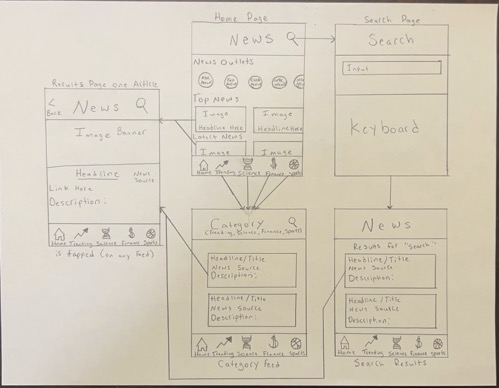 Home Page
News
News Outlets
Top News
Image
Headline Here
Image
Headline Here
Latest News
Image
Image
Home Trending Science Finance Sports
Search Page
Search
Input
Keyboard
Results Page one Article
Back
News
Image Banner
Headline
News Source
Link Here
Description:
Home Trending Science Finance Sports
is tapped (on any feed)
Category
(Trending, Science, Finance, Sports)
Headline/Title
News Source
Description:
Headline/Title
News Source
Description:
Home Trending Science Finance Sports
Category feed
News
Results for "Search":
Headline/Title
News Source
Description:
Headline/Title
News Source
Description:
Home Trending Science Finance Sports
Search Results